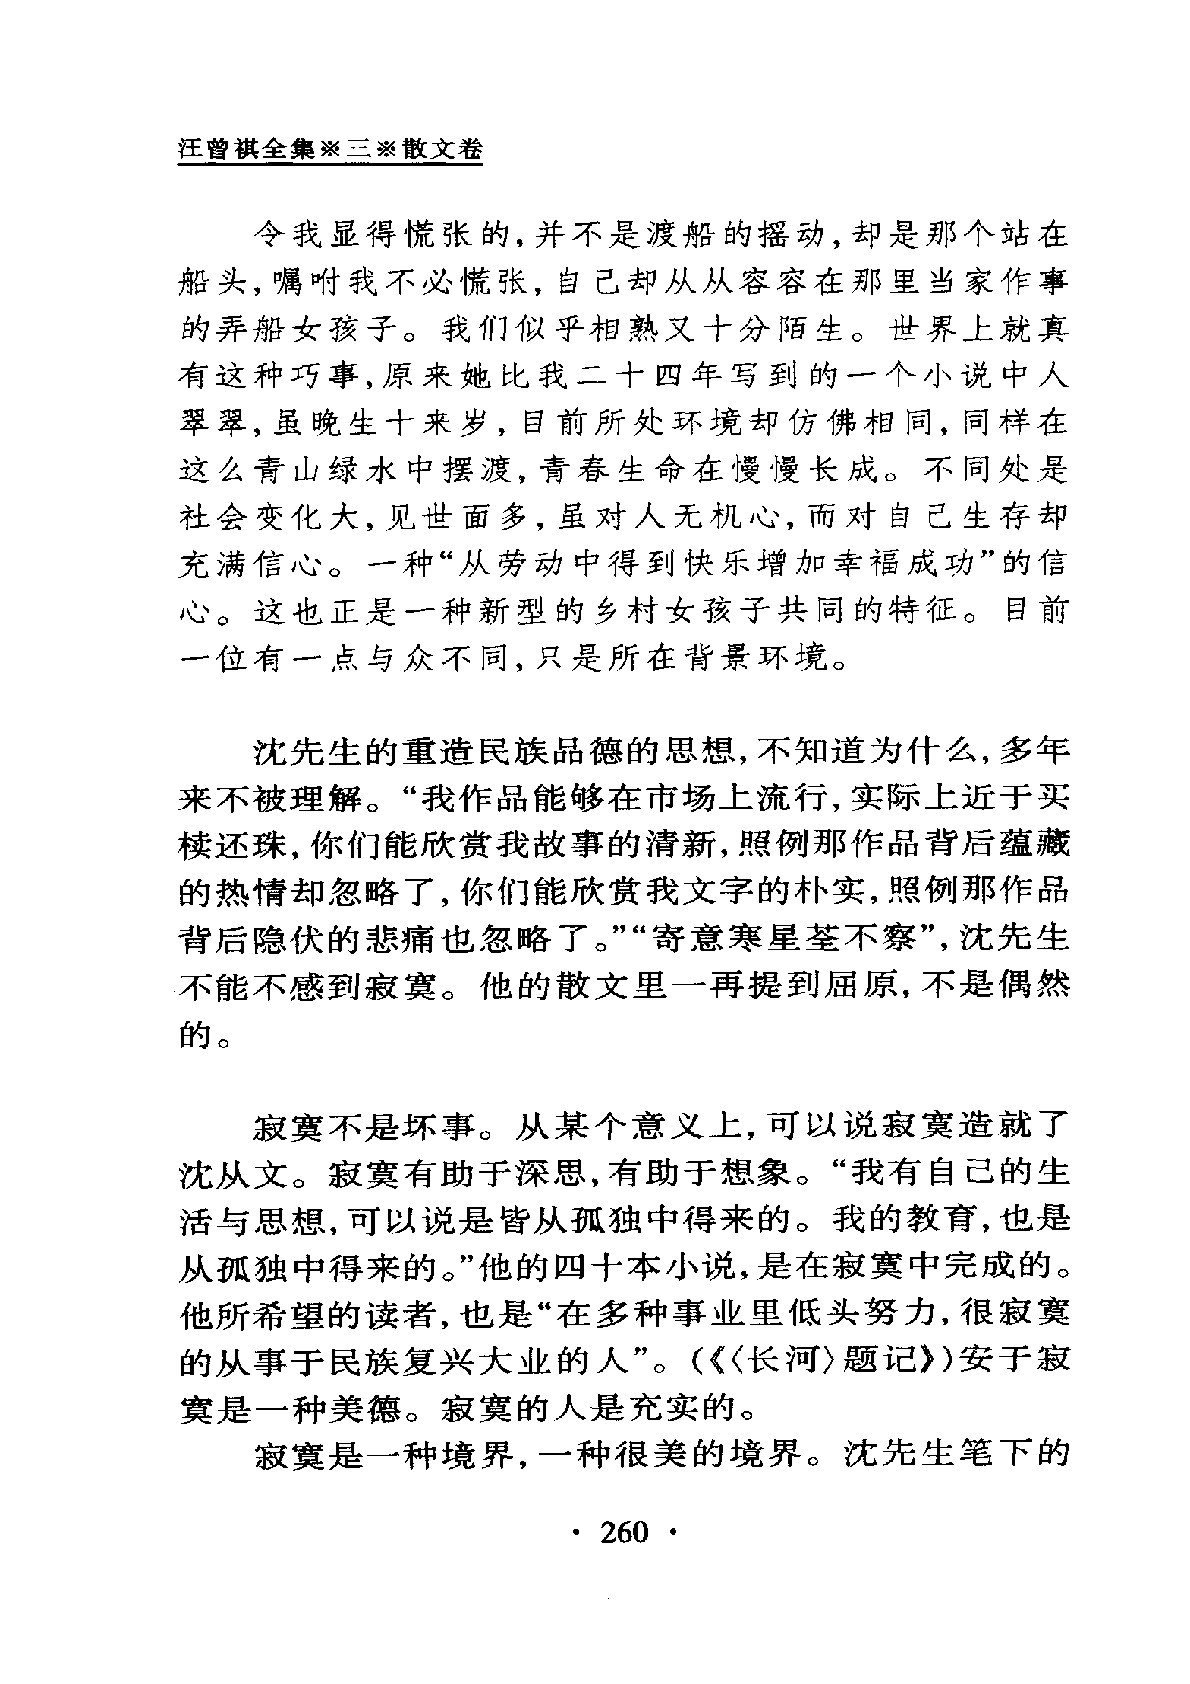 汪曾祺全集※三※散文卷
令我显得慌张的,并不是渡船的摇动,却是那个站在
船头,嘱咐我不必慌张,自己却从从容容在那里当家作事
的弄船女孩子。我们似乎相熟又十分陌生。世界上就真
有这种巧事,原来她比我二十四年写到的一个小说中人
翠翠,虽晚生十来岁,目前所处环境却仿佛相同,同样在
这么青山绿水中摆渡,青春生命在慢慢长成。不同处是
社会变化大,见世面多,虽对人无机心,而对自己生存却
充满信心。一种“从劳动中得到快乐增加幸福成功”的信
心。这也正是一种新型的乡村女孩子共同的特征。目前
一位有一点与众不同,只是所在背景环境。
沈先生的重造民族品德的思想,不知道为什么,多年
来不被理解。“我作品能够在市场上流行,实际上近于买
椟还珠,你们能欣赏我故事的清新,照例那作品背后蕴藏
的热情却忽略了,你们能欣赏我文字的朴实,照例那作品
背后隐伏的悲痛也忽略了。”“寄意寒星荃不察”,沈先生
不能不感到寂寞。他的散文里一再提到屈原,不是偶然
的。
寂寞不是坏事。从某个意义上,可以说寂寞造就了
沈从文。寂寞有助于深思,有助于想象。“我有自己的生
活与思想,可以说是皆从孤独中得来的。我的教育,也是
从孤独中得来的。”他的四十本小说,是在寂寞中完成的。
他所希望的读者,也是“在多种事业里低头努力,很寂寞
的从事于民族复兴大业的人”。(《〈长河〉题记》)安于寂
寞是一种美德。寂寞的人是充实的。
寂寞是一种境界,一种很美的境界。沈先生笔下的
· 260 ·